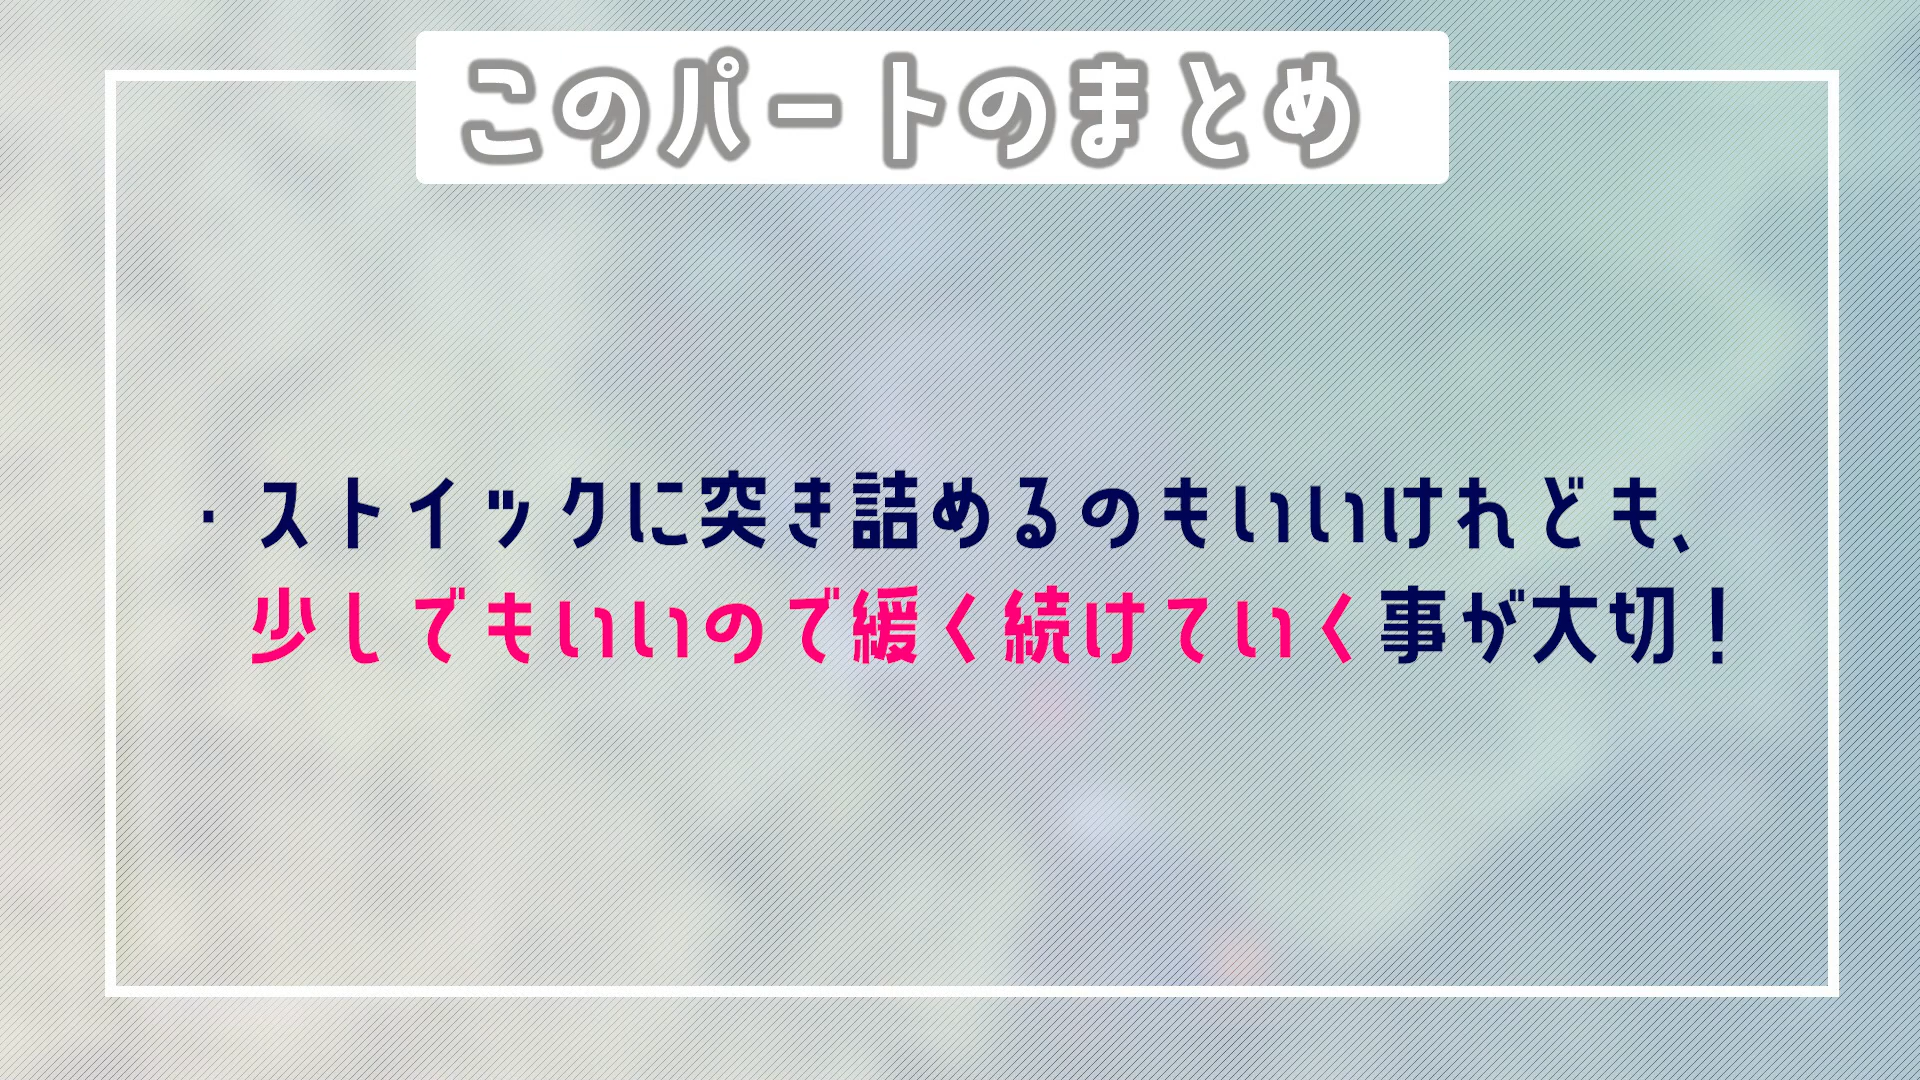 このパートのまとめ
・ストイックに突き詰めるのもいいけれども、
少しでもいいので緩く続けていく事が大切！